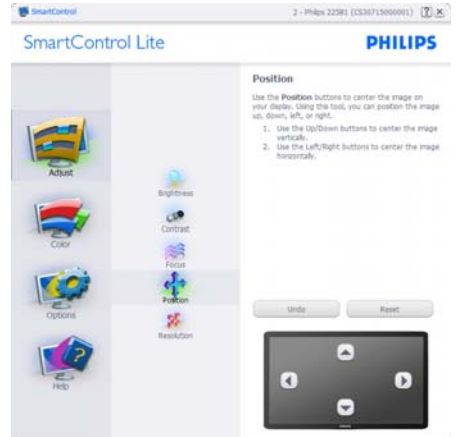 SmartControl
2 - Philips 225B1 (CS30715000001)
SmartControl Lite
PHILIPS
Adjust
Color
Options
Help
Brightness
Contrast
Focus
Position
Resolution
Position
Use the Position buttons to center the image on
your display. Using this tool, you can position the image
up, down, left, or right.
1. Use the Up/Down buttons to center the image
vertically.
2. Use the Left/Right buttons to center the image
horizontally.
Undo
Reset